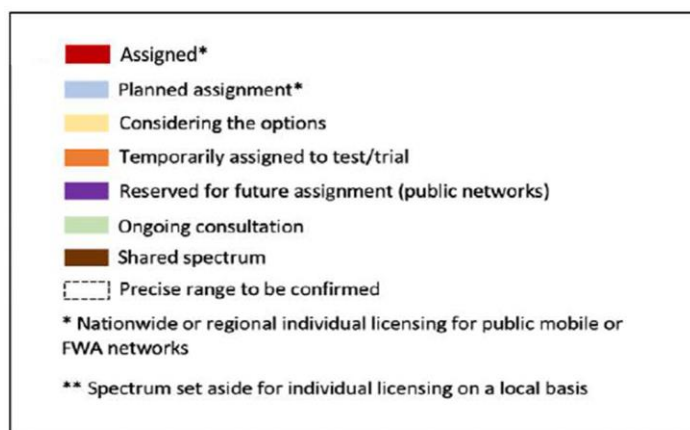 Assigned*
Planned assignment*
Considering the options
Temporarily assigned to test/trial
Reserved for future assignment (public networks)
Ongoing consultation
Shared spectrum
Precise range to be confirmed
* Nationwide or regional individual licensing for public mobile or
FWA networks
** Spectrum set aside for individual licensing on a local basis